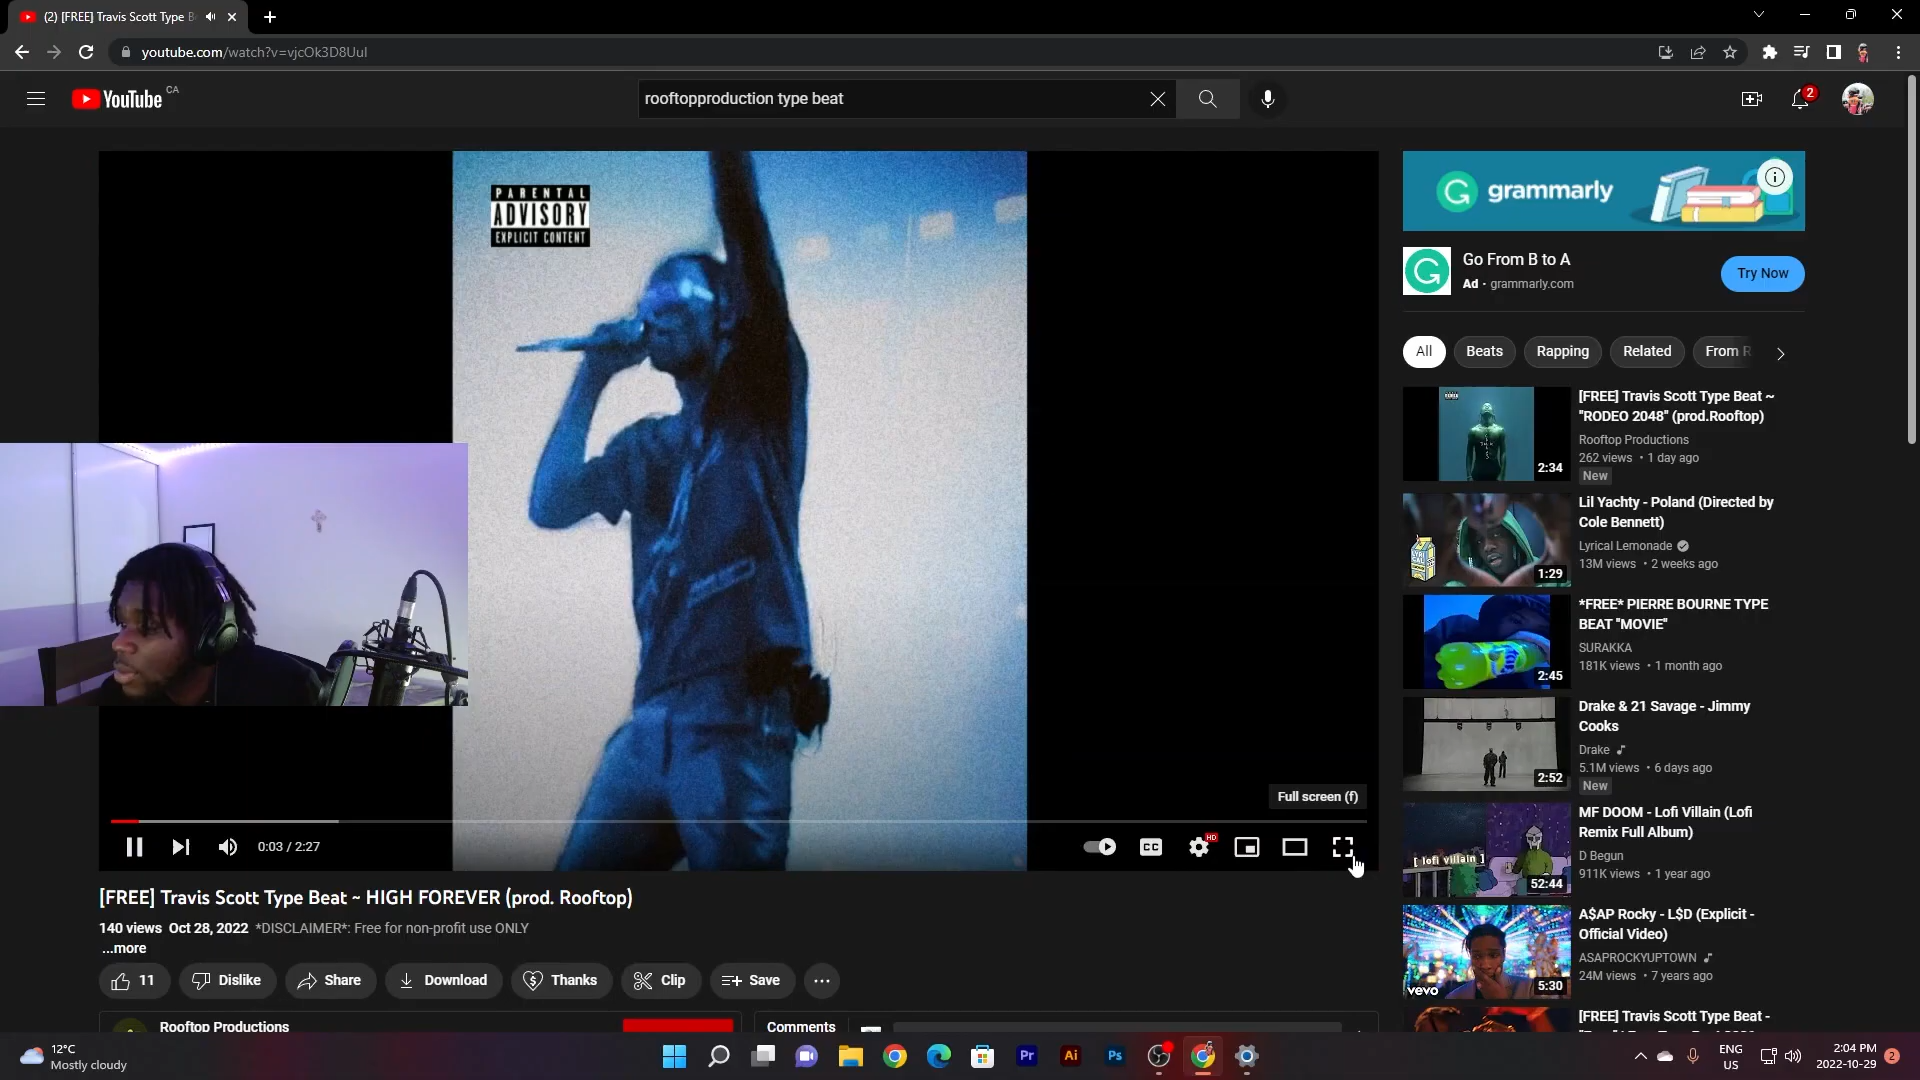 (2) [FREE] Travis Scott Type B
youtube.com/watch?v=vjcOk3D8UuI
YouTube CA
rooftopproduction type beat
2
PARENTAL
ADVISORY
EXPLICIT CONTENT
Full screen (f)
0:03 / 2:27
CC
HD
[FREE] Travis Scott Type Beat ~ HIGH FOREVER (prod. Rooftop)
140 views Oct 28, 2022 *DISCLAIMER*: Free for non-profit use ONLY
...more
11
Dislike
Share
Download
Thanks
Clip
Save
Rooftop Productions
Comments
grammarly
Go From B to A
Ad · grammarly.com
Try Now
All
Beats
Rapping
Related
From
[FREE] Travis Scott Type Beat ~
"RODEO 2048" (prod.Rooftop)
Rooftop Productions
262 views • 1 day ago
New
2:34
Lil Yachty - Poland (Directed by
Cole Bennett)
Lyrical Lemonade
13M views • 2 weeks ago
1:29
*FREE* PIERRE BOURNE TYPE
BEAT "MOVIE"
SURAKKA
181K views • 1 month ago
2:45
Drake & 21 Savage - Jimmy
Cooks
Drake
5.1M views • 6 days ago
New
2:52
MF DOOM - Lofi Villain (Lofi
Remix Full Album)
D Begun
911K views • 1 year ago
[ lofi villain ]
52:44
A$AP Rocky - L$D (Explicit -
Official Video)
ASAPROCKYUPTOWN
24M views • 7 years ago
vevo
5:30
[FREE] Travis Scott Type Beat -
12°C
Mostly cloudy
Pr
Ai
Ps
ENG
US
2:04 PM
2022-10-29
2